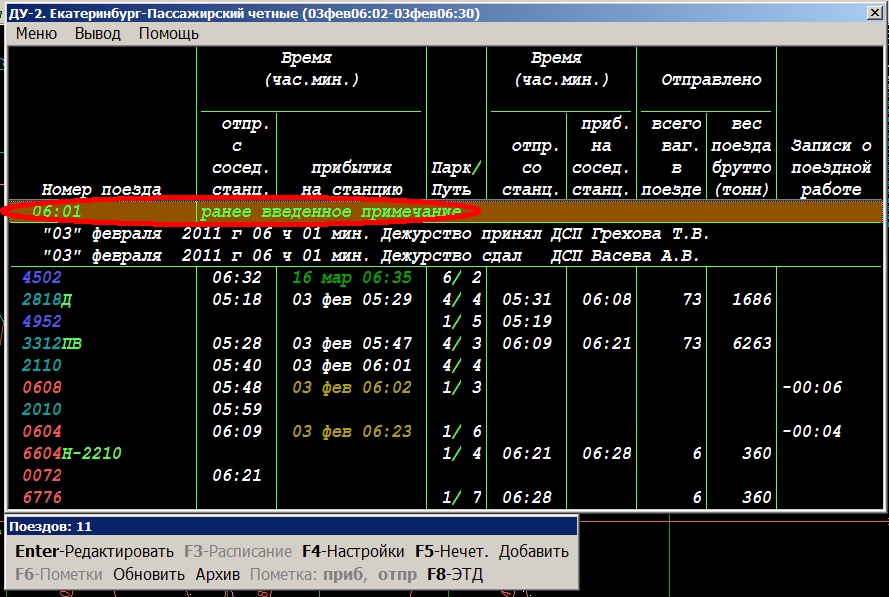 ДУ-2. Екатеринбург-Пассажирский четные (03фев06:02-03фев06:30)
Меню Вывод Помощь
Время Время
(час.мин.) (час.мин.) Отправлено
отпр. приб. всего вес
с отпр. на ваг. поезда Записи о
сосед. прибытия Парк/ со сосед. в брутто поездной
Номер поезда станц. на станцию Путь станц. станц. поезде (тонн) работе
06:01 ранее введенное примечание
"03" февраля 2011 г 06 ч 01 мин. Дежурство принял ДСП Грехова Т.В.
"03" февраля 2011 г 06 ч 01 мин. Дежурство сдал ДСП Васева А.В.
4502 06:32 16 мар 06:35 6/ 2
2818Д 05:18 03 фев 05:29 4/ 4 05:31 06:08 73 1686
4952 1/ 5 05:19
3312ПВ 05:28 03 фев 05:47 4/ 3 06:09 06:21 73 6263
2110 05:40 03 фев 06:01 4/ 4
0608 05:48 03 фев 06:02 1/ 3 -00:06
2010 05:59
0604 06:09 03 фев 06:23 1/ 6 -00:04
6604Н-2210 1/ 4 06:21 06:28 6 360
0072 06:21
6776 1/ 7 06:28 6 360
Поездов: 11
Enter-Редактировать F3-Расписание F4-Настройки F5-Нечет. Добавить
F6-Пометки Обновить Архив Пометка: приб, отпр F8-ЭТД